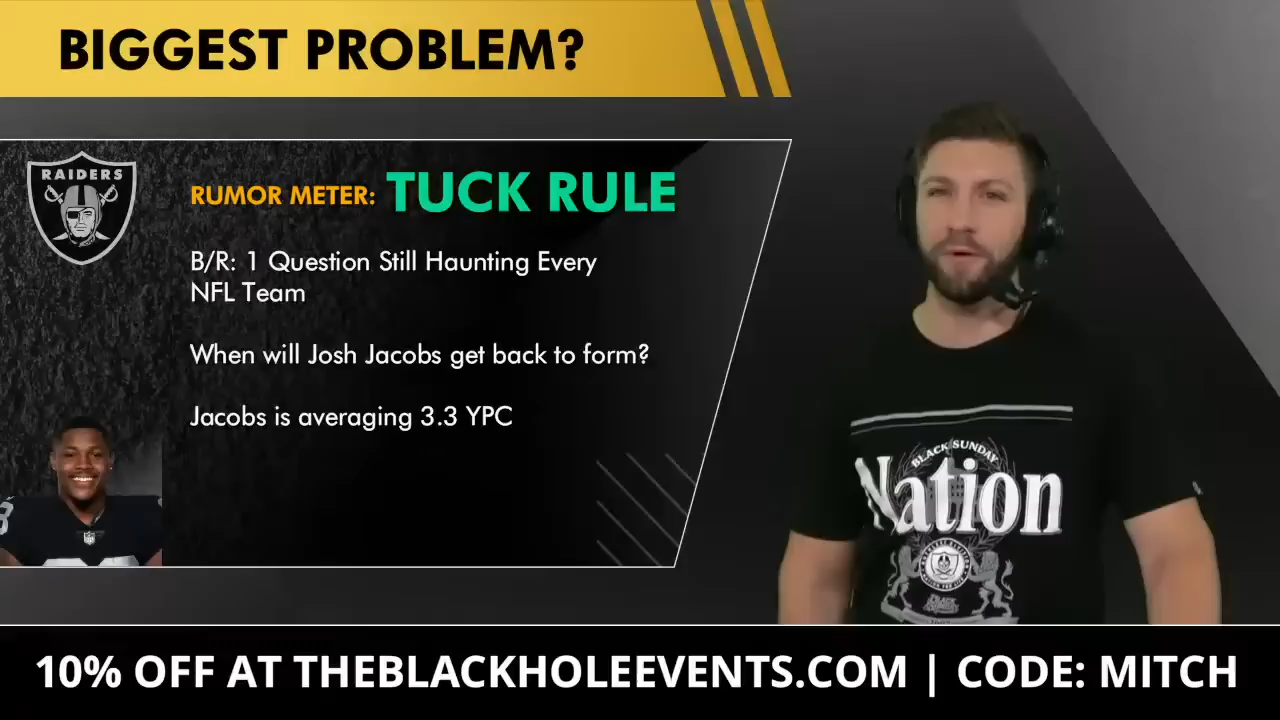 BIGGEST PROBLEM?
RAIDERS
RUMOR METER: TUCK RULE
B/R: 1 Question Still Haunting Every
NFL Team
When will Josh Jacobs get back to form?
Jacobs is averaging 3.3 YPC
BLACK SUNDAY
Nation
10% OFF AT THEBLACKHOLEEVENTS.COM | CODE: MITCH